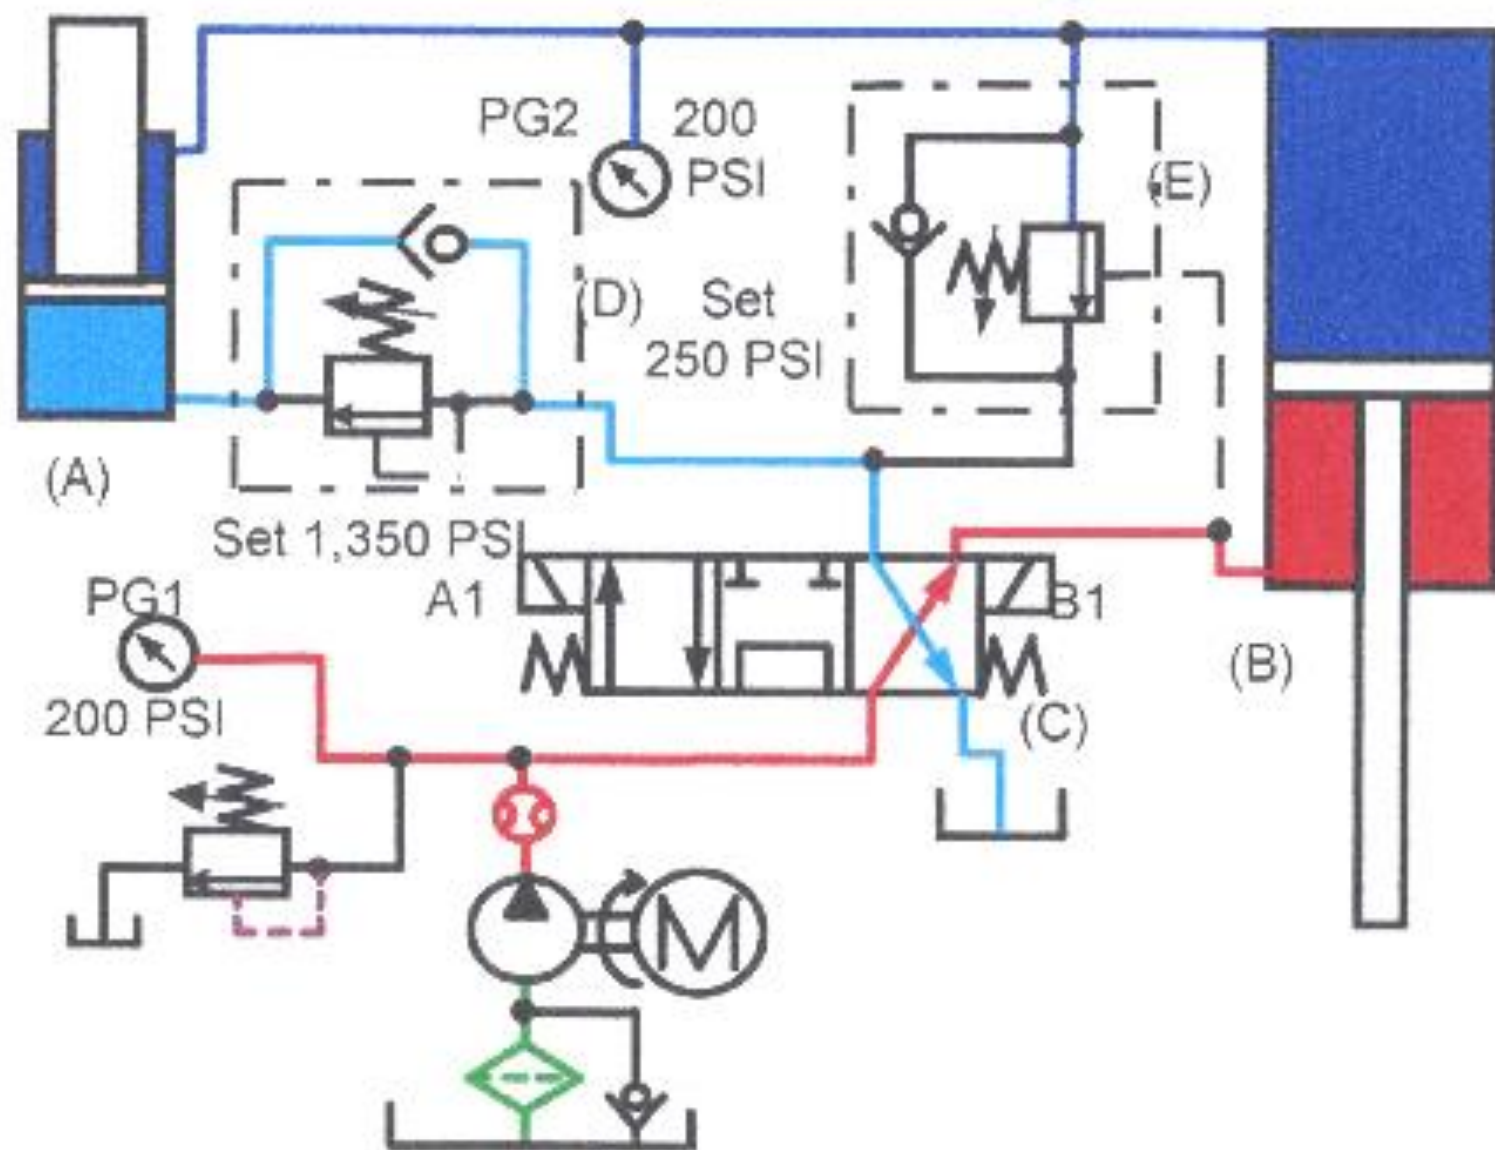 PG2 200
PSI
(E)
(D) Set
250 PSI
(A)
Set 1,350 PSI
A1
B1
PG1
200 PSI
(B)
(C)
M